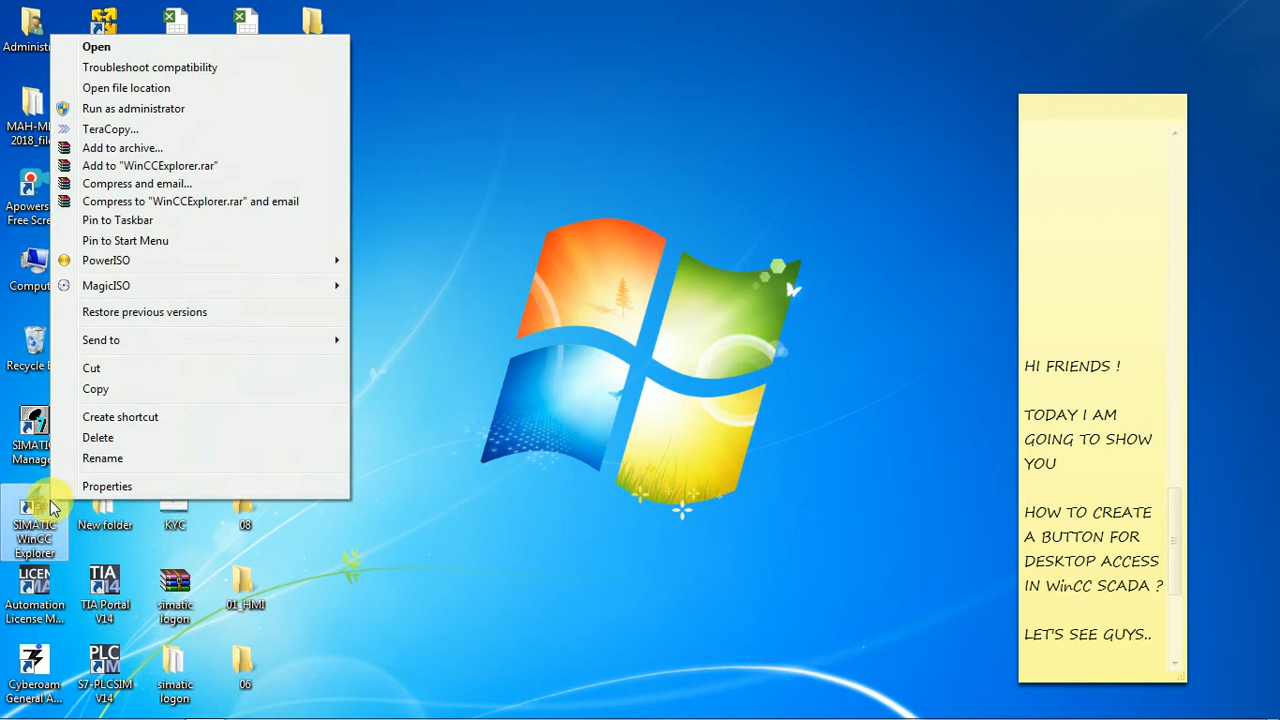 Administr
MAH-MI
2018_file
Apowers
Free Scre
Comput
Recycle B
SIMATIC
Manage
SIMATIC
WinCC
Explorer
Automation
License M...
Cyberoam
General A...
New folder
TIA Portal
V14
S7-PLCSIM
V14
KYC
simatic
logon
simatic
logon
08
01_HMI
06
Open
Troubleshoot compatibility
Open file location
Run as administrator
TeraCopy...
Add to archive...
Add to "WinCCExplorer.rar"
Compress and email...
Compress to "WinCCExplorer.rar" and email
Pin to Taskbar
Pin to Start Menu
PowerISO
MagicISO
Restore previous versions
Send to
Cut
Copy
Create shortcut
Delete
Rename
Properties
HI FRIENDS !
TODAY I AM
GOING TO SHOW
YOU
HOW TO CREATE
A BUTTON FOR
DESKTOP ACCESS
IN WinCC SCADA ?
LET'S SEE GUYS..